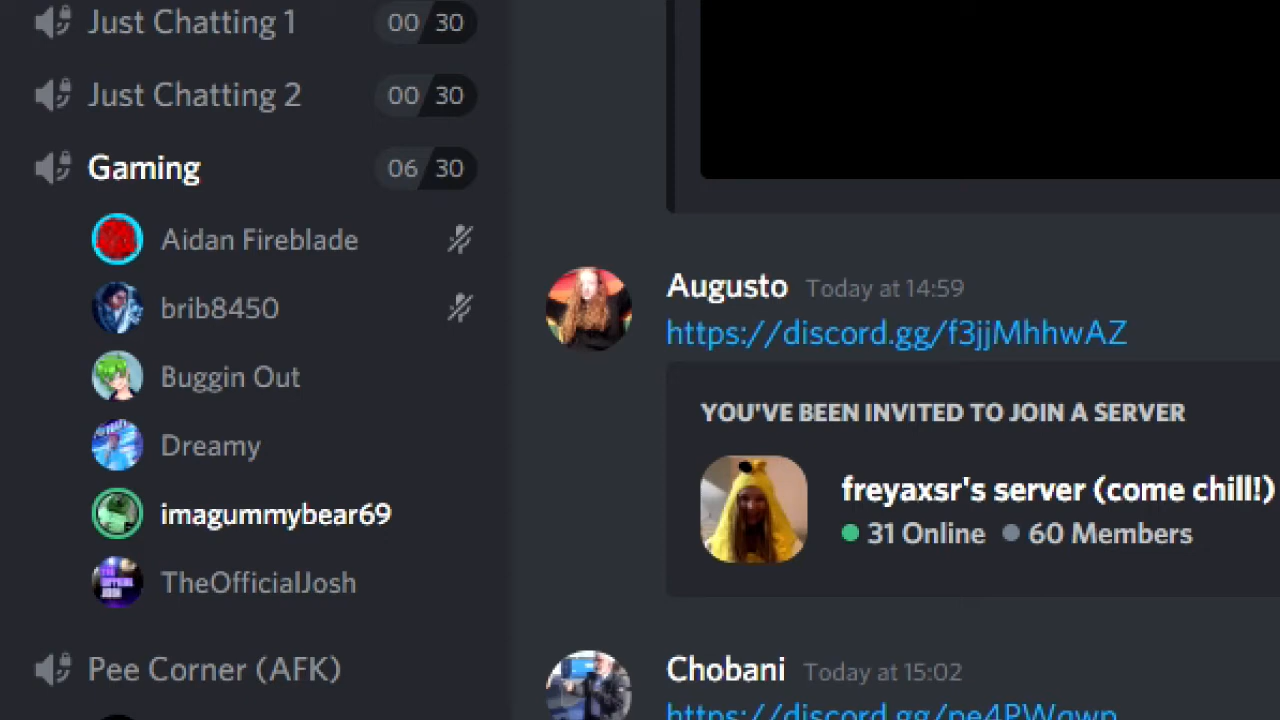 Just Chatting 1 00 30
Just Chatting 2 00 30
Gaming 06 30
Aidan Fireblade
brib8450
Buggin Out
Dreamy
imagummybear69
TheOfficialJosh
Pee Corner (AFK)
Augusto Today at 14:59
https://discord.gg/f3jjMhhwAZ
YOU'VE BEEN INVITED TO JOIN A SERVER
freyaxsr's server (come chill!)
31 Online 60 Members
Chobani Today at 15:02